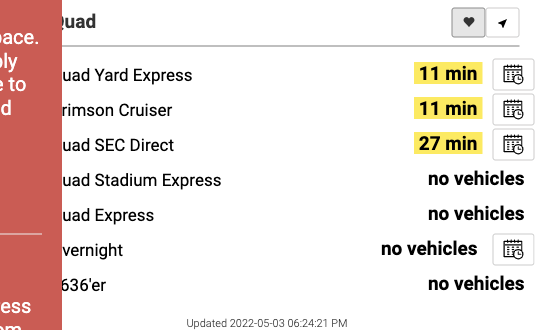 Quad
pace.
ply
e to
d
uad Yard Express 11 min
rimson Cruiser 11 min
uad SEC Direct 27 min
uad Stadium Express no vehicles
uad Express no vehicles
vernight no vehicles
636'er no vehicles
ress
om
Updated 2022-05-03 06:24:21 PM